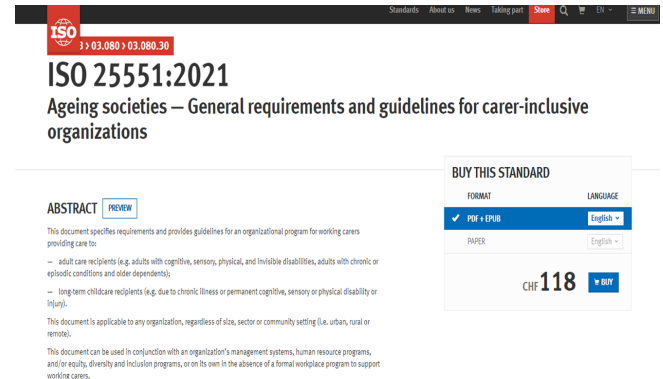 Standards About us News Taking part Store EN MENU
ISO
› 03.080 › 03.080.30
ISO 25551:2021
Ageing societies — General requirements and guidelines for carer-inclusive
organizations
BUY THIS STANDARD
FORMAT LANGUAGE
PDF + EPUB English
PAPER English
CHF 118 BUY
ABSTRACT PREVIEW
This document specifies requirements and provides guidelines for an organizational program for working carers
providing care to:
— adult care recipients (e.g. adults with cognitive, sensory, physical, and invisible disabilities, adults with chronic or
episodic conditions and older dependents);
— long-term childcare recipients (e.g. due to chronic illness or permanent cognitive, sensory or physical disability or
injury).
This document is applicable to any organization, regardless of size, sector or community setting (i.e. urban, rural or
remote).
This document can be used in conjunction with an organization's management systems, human resource programs,
and/or equity, diversity and inclusion programs, or on its own in the absence of a formal workplace program to support
working carers.